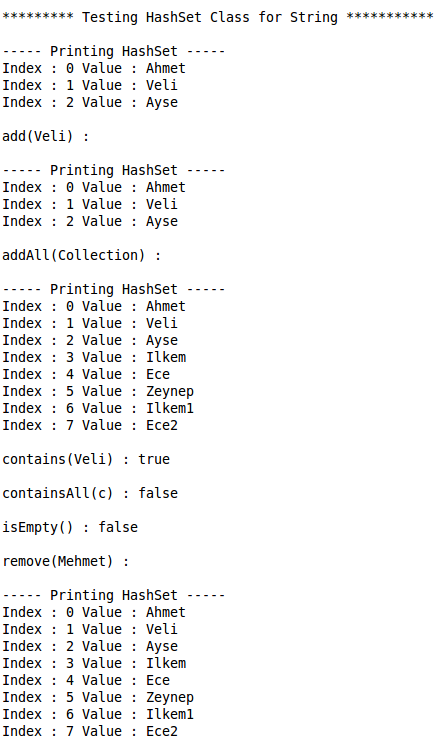 ********* Testing HashSet Class for String ***********
----- Printing HashSet -----
Index : 0 Value : Ahmet
Index : 1 Value : Veli
Index : 2 Value : Ayse
add(Veli) :
----- Printing HashSet -----
Index : 0 Value : Ahmet
Index : 1 Value : Veli
Index : 2 Value : Ayse
addAll(Collection) :
----- Printing HashSet -----
Index : 0 Value : Ahmet
Index : 1 Value : Veli
Index : 2 Value : Ayse
Index : 3 Value : Ilkem
Index : 4 Value : Ece
Index : 5 Value : Zeynep
Index : 6 Value : Ilkem1
Index : 7 Value : Ece2
contains(Veli) : true
containsAll(c) : false
isEmpty() : false
remove(Mehmet) :
----- Printing HashSet -----
Index : 0 Value : Ahmet
Index : 1 Value : Veli
Index : 2 Value : Ayse
Index : 3 Value : Ilkem
Index : 4 Value : Ece
Index : 5 Value : Zeynep
Index : 6 Value : Ilkem1
Index : 7 Value : Ece2